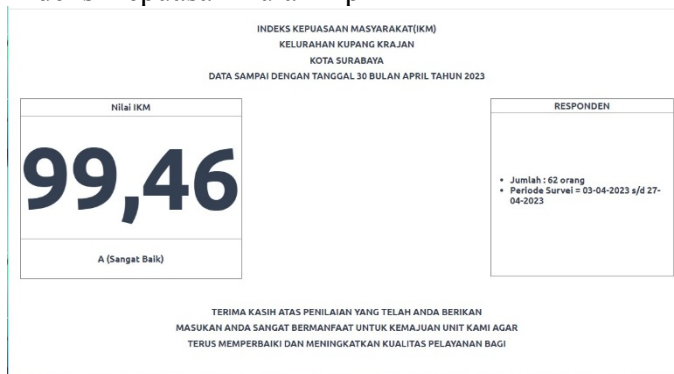 INDEKS KEPUASAAN MASYARAKAT(IKM)
KELURAHAN KUPANG KRAJAN
KOTA SURABAYA
DATA SAMPAI DENGAN TANGGAL 30 BULAN APRIL TAHUN 2023
Nilai IKM
99,46
A (Sangat Baik)
RESPONDEN
• Jumlah : 62 orang
• Periode Survei = 03-04-2023 s/d 27-
04-2023
TERIMA KASIH ATAS PENILAIAN YANG TELAH ANDA BERIKAN
MASUKAN ANDA SANGAT BERMANFAAT UNTUK KEMAJUAN UNIT KAMI AGAR
TERUS MEMPERBAIKI DAN MENINGKATKAN KUALITAS PELAYANAN BAGI